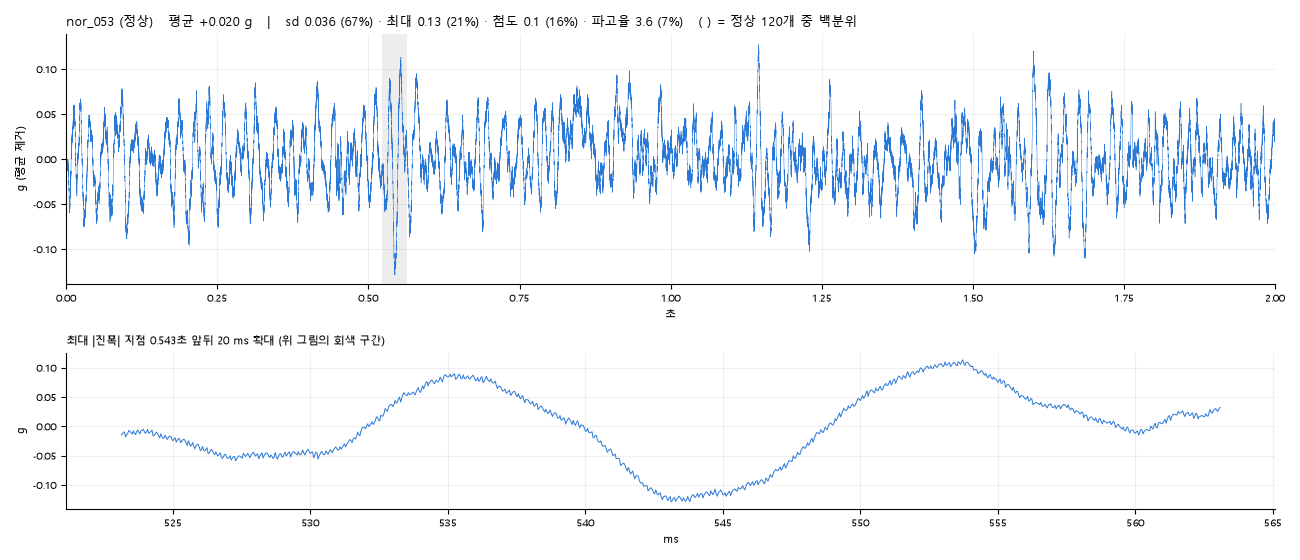 nor_053 (정상)    평균 +0.020 g    |    sd 0.036 (67%) · 최대 0.13 (21%) · 첨도 0.1 (16%) · 파고율 3.6 (7%)    ( ) = 정상 120개 중 백분위
g (평균 제거)
0.10
0.05
0.00
-0.05
-0.10
0.00 0.25 0.50 0.75 1.00 1.25 1.50 1.75 2.00
초
최대 |진폭| 지점 0.543초 앞뒤 20 ms 확대 (위 그림의 회색 구간)
g
0.10
0.05
0.00
-0.05
-0.10
525 530 535 540 545 550 555 560 565
ms